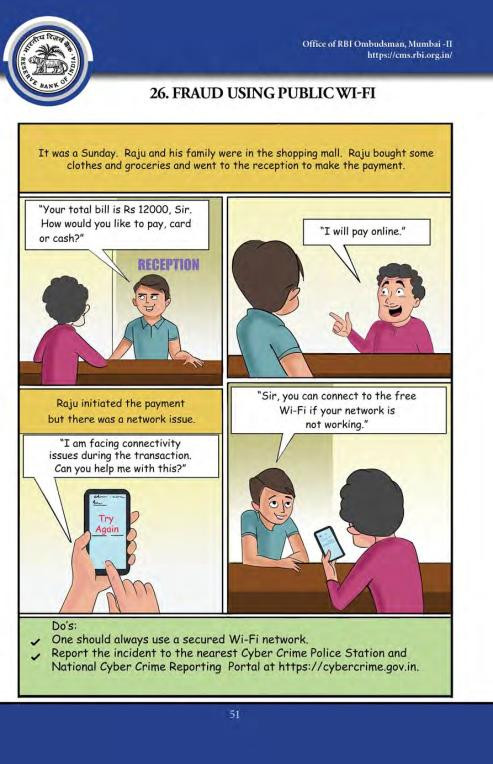 भारतीय रिज़र्व बैंक
RESERVE BANK OF INDIA
Office of RBI Ombudsman, Mumbai -II
https://cms.rbi.org.in/
26. FRAUD USING PUBLIC WI-FI
It was a Sunday. Raju and his family were in the shopping mall. Raju bought some
clothes and groceries and went to the reception to make the payment.
"Your total bill is Rs 12000, Sir.
How would you like to pay, card
or cash?"
RECEPTION
"I will pay online."
Raju initiated the payment
but there was a network issue.
"I am facing connectivity
issues during the transaction.
Can you help me with this?"
Try
Again
"Sir, you can connect to the free
Wi-Fi if your network is
not working."
Do's:
✓ One should always use a secured Wi-Fi network.
✓ Report the incident to the nearest Cyber Crime Police Station and
National Cyber Crime Reporting Portal at https://cybercrime.gov.in.
51